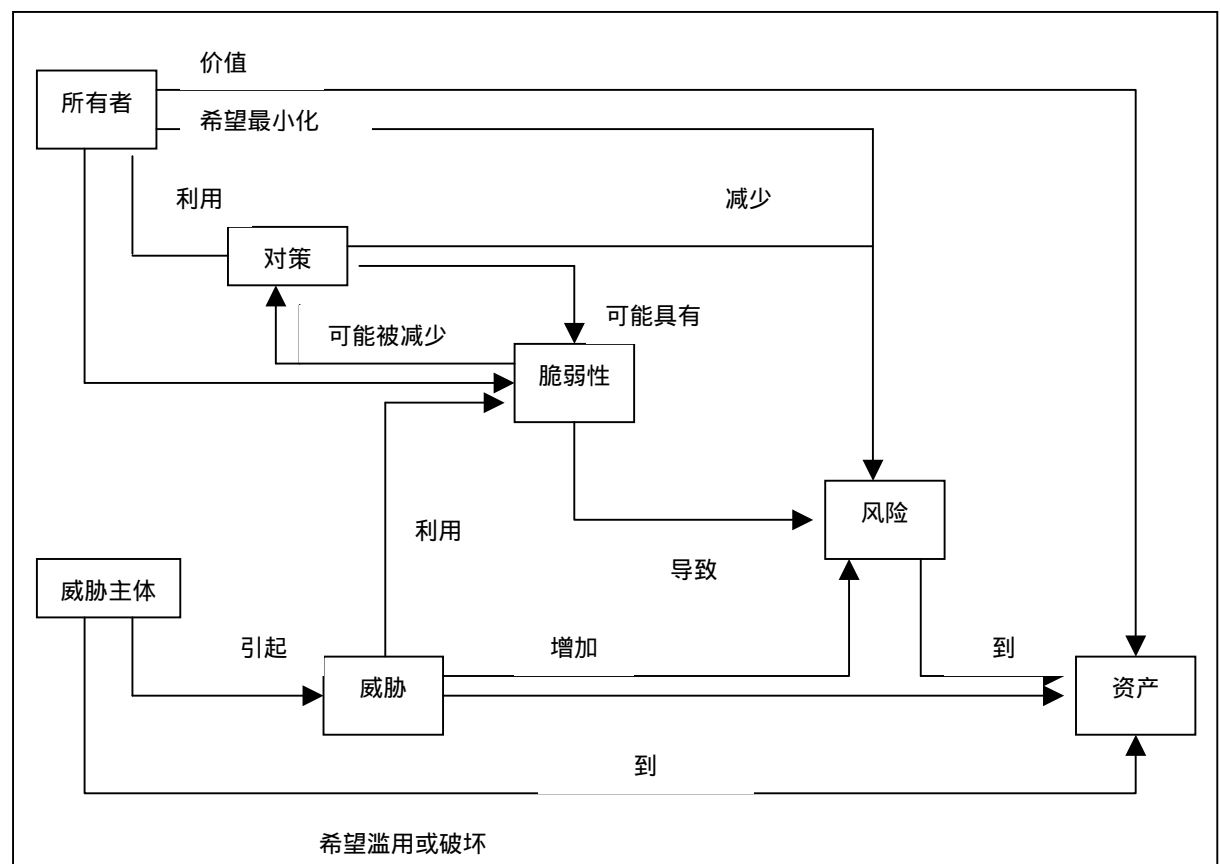 价值
所有者
希望最小化
利用
减少
对策
可能具有
可能被减少
脆弱性
风险
利用
导致
威胁主体
引起
增加
到
威胁
资产
到
希望滥用或破坏